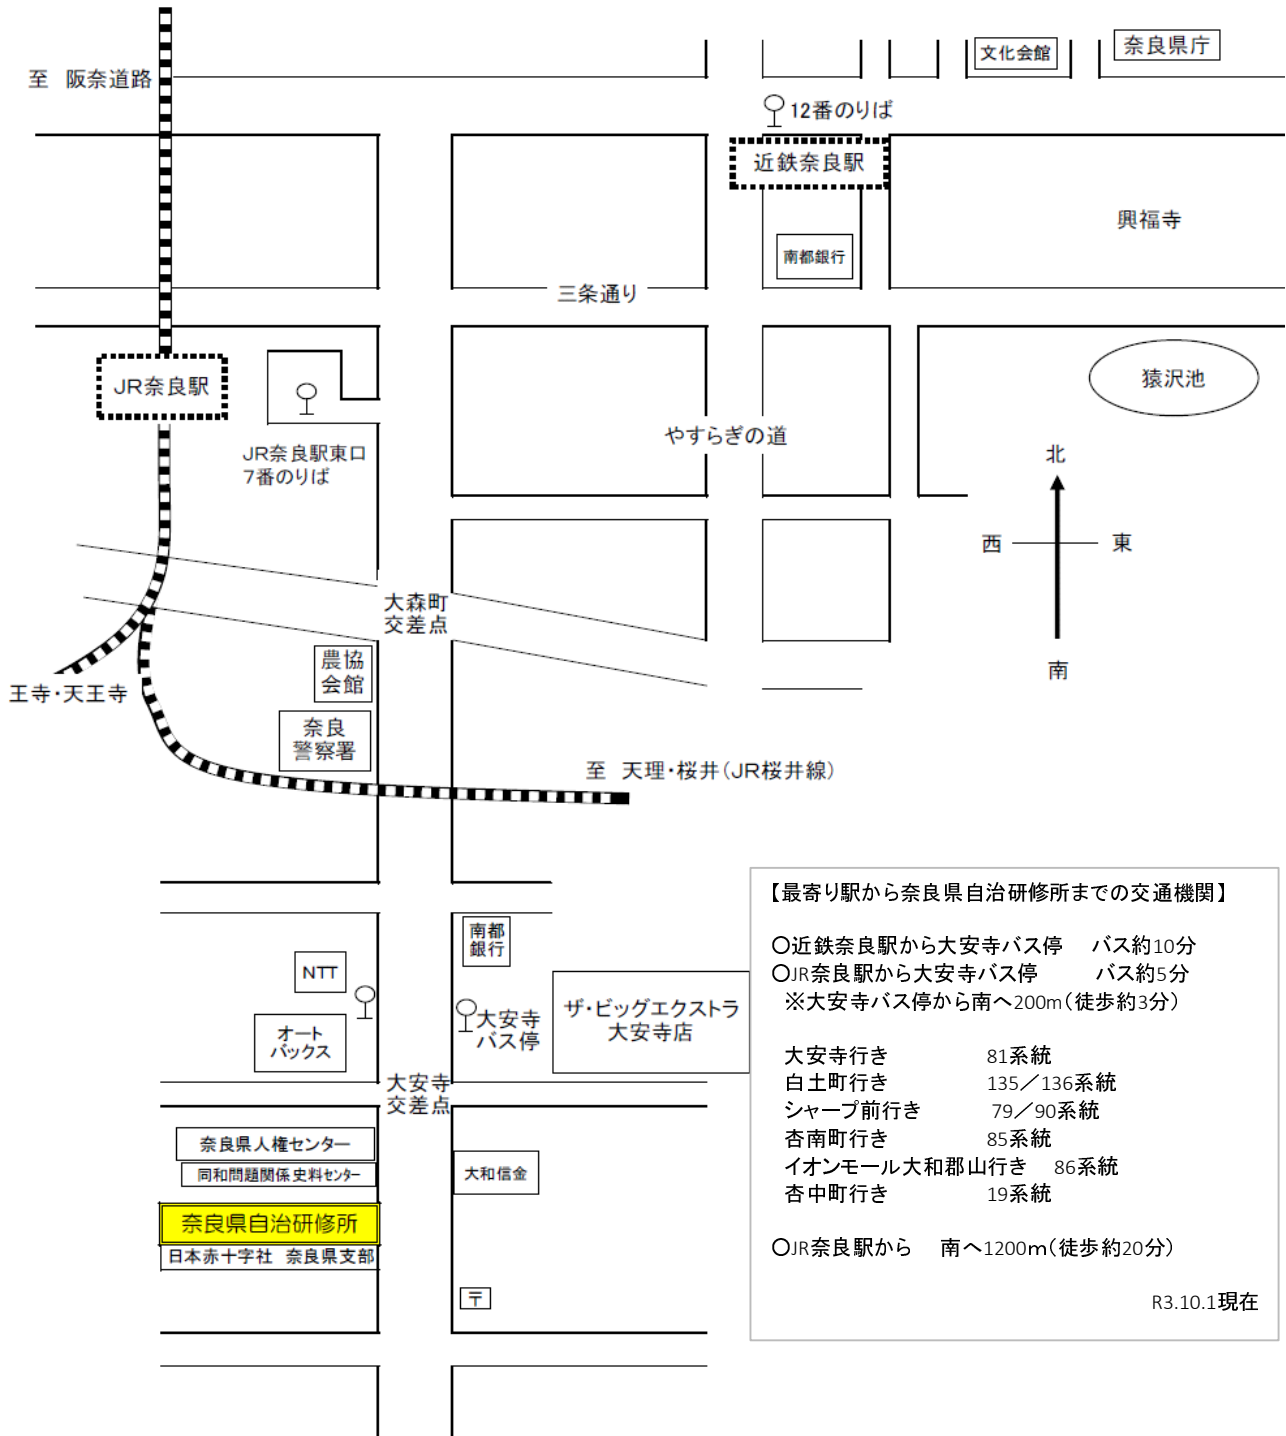 文化会館
奈良県庁
至　阪奈道路
12番のりば
近鉄奈良駅
興福寺
南都銀行
三条通り
JR奈良駅
猿沢池
やすらぎの道
JR奈良駅東口
7番のりば
北
西
東
南
大森町
交差点
農協
会館
王寺・天王寺
奈良
警察署
至　天理・桜井（JR桜井線）
【最寄り駅から奈良県自治研修所までの交通機関】
○近鉄奈良駅から大安寺バス停　バス約10分
○JR奈良駅から大安寺バス停　　バス約5分
※大安寺バス停から南へ200m（徒歩約3分）
大安寺行き　81系統
白土町行き　135／136系統
シャープ前行き　79／90系統
杏南町行き　85系統
イオンモール大和郡山行き　86系統
杏中町行き　19系統
○JR奈良駅から　南へ1200m（徒歩約20分）
R3.10.1現在
南都
銀行
NTT
オート
バックス
大安寺
バス停
ザ・ビッグエクストラ
大安寺店
大安寺
交差点
奈良県人権センター
同和問題関係史料センター
大和信金
奈良県自治研修所
日本赤十字社　奈良県支部
〒